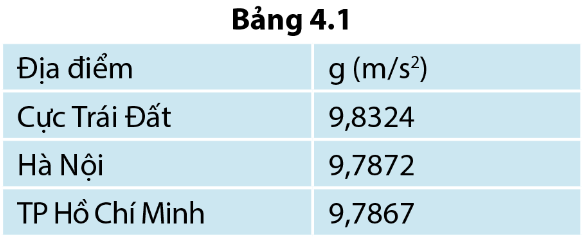 Bảng 4.1
Địa điểm g (m/s²)
Cực Trái Đất 9,8324
Hà Nội 9,7872
TP Hồ Chí Minh 9,7867